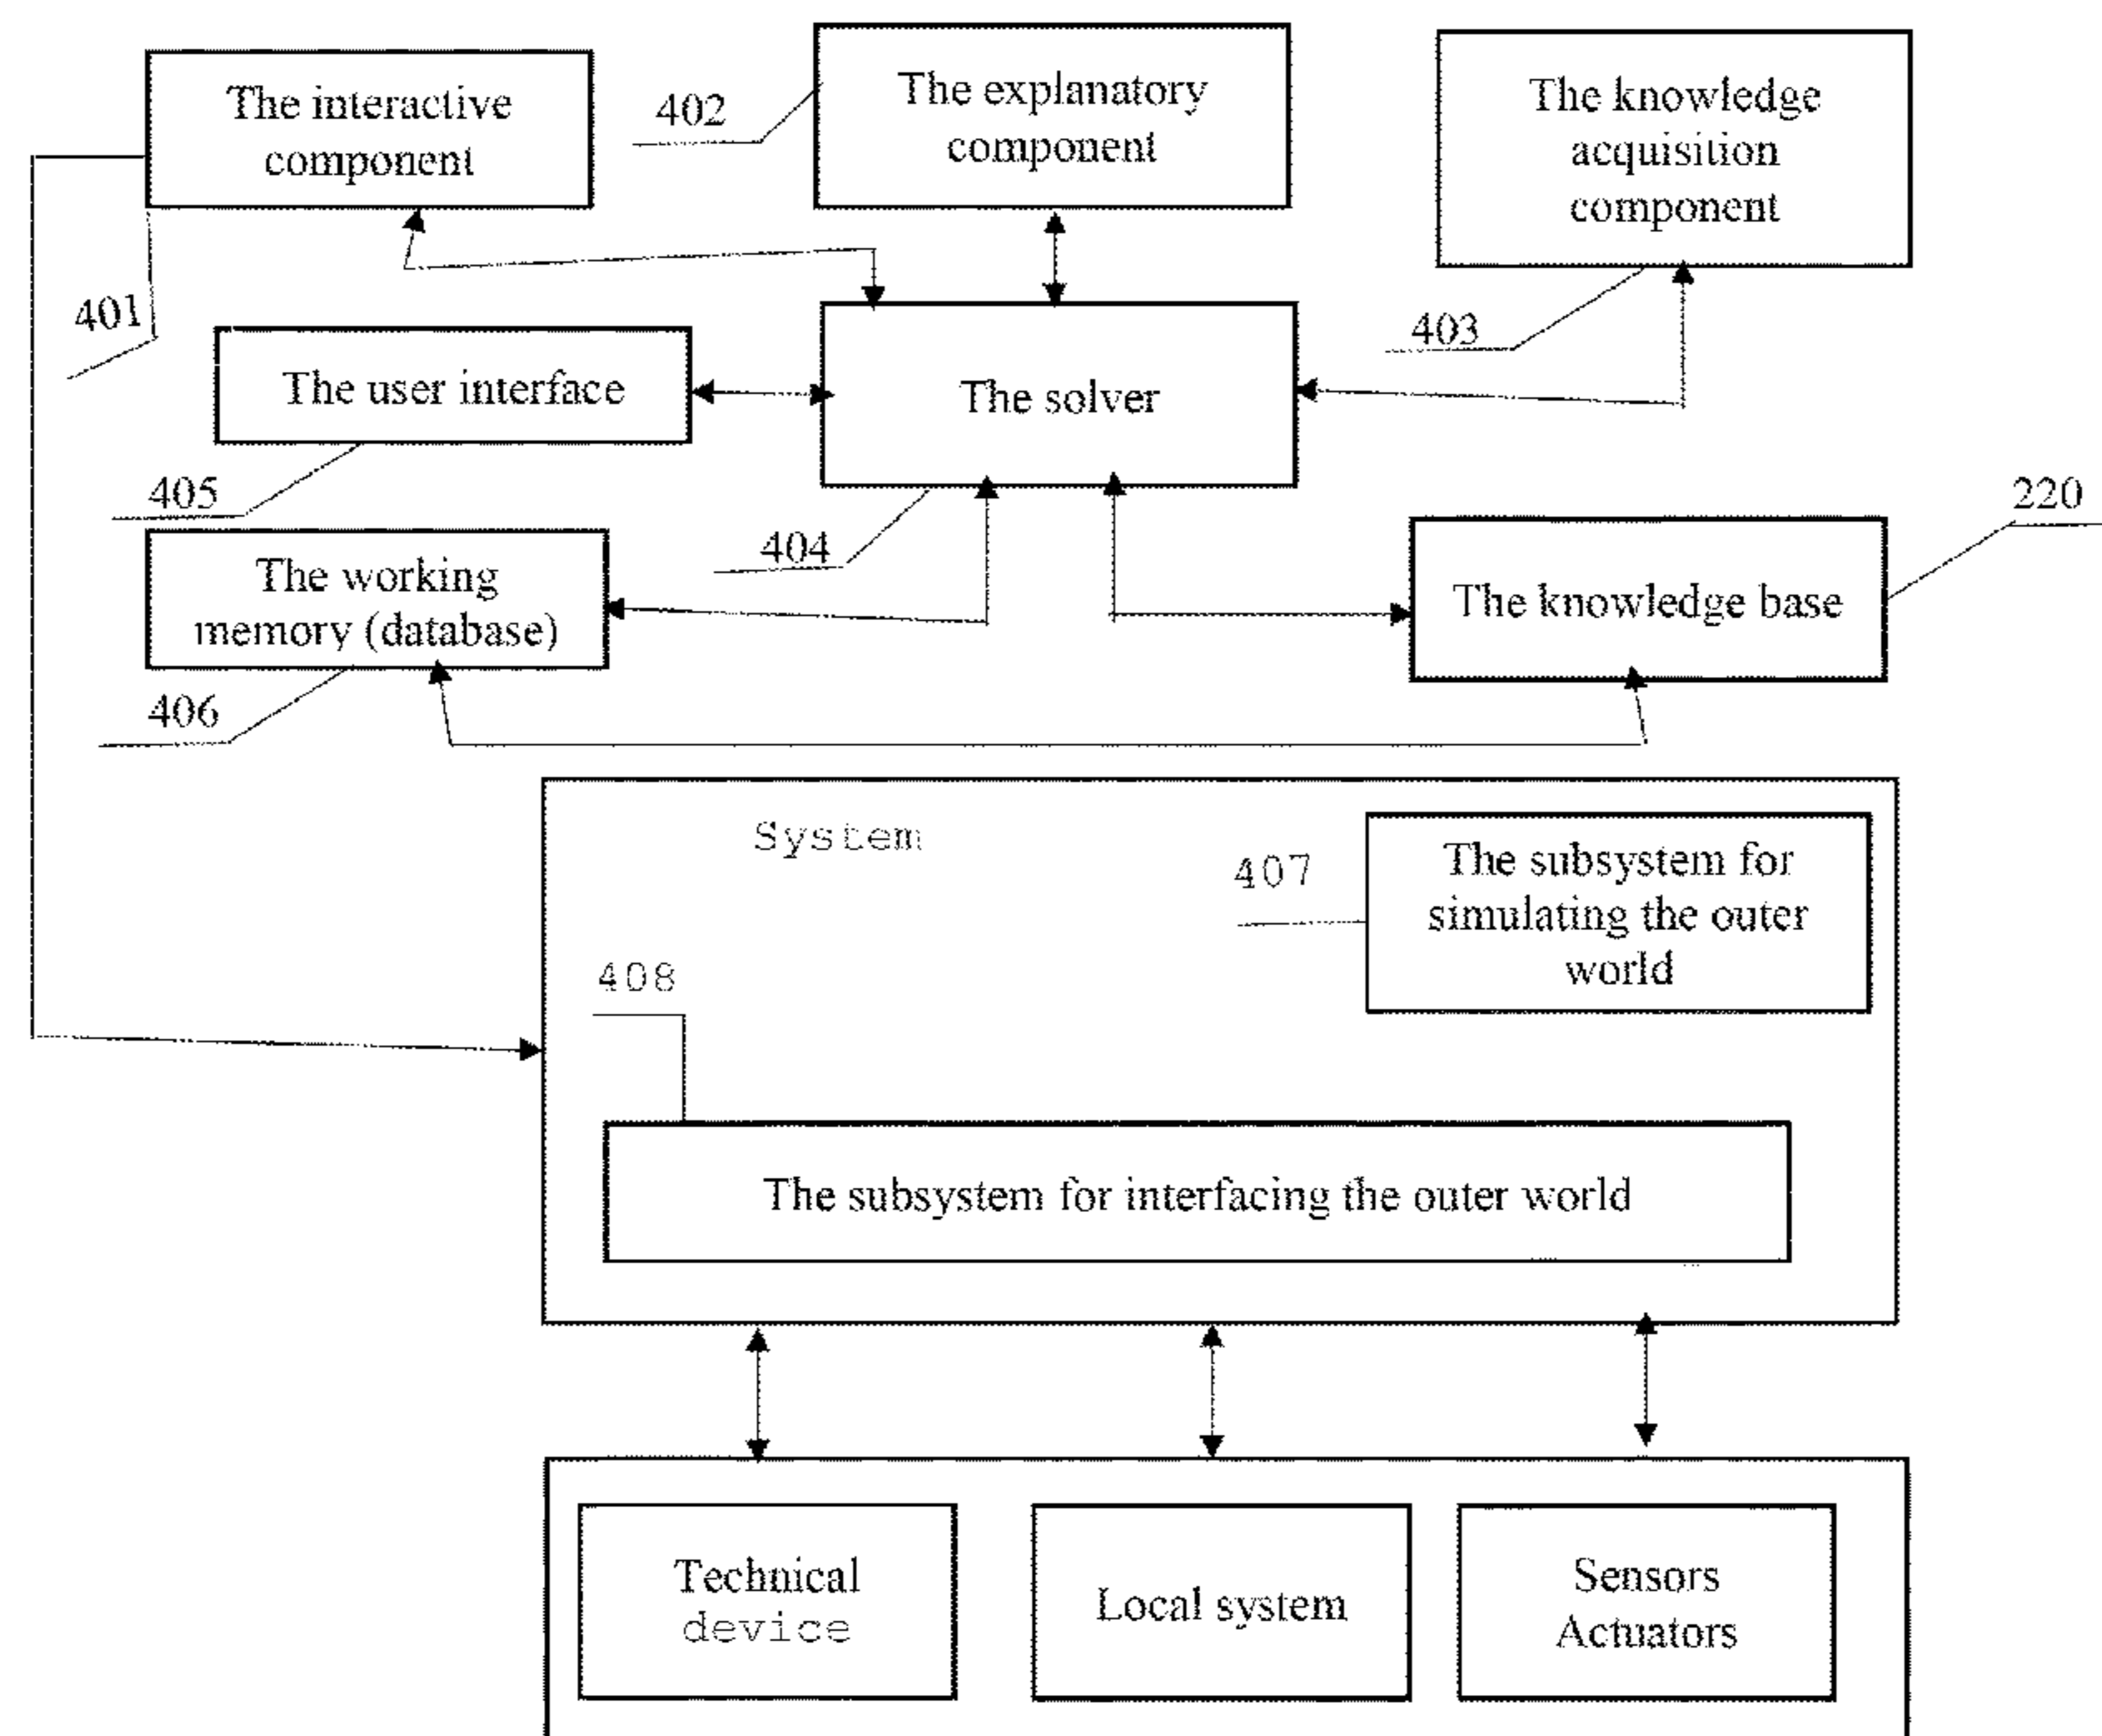 The interactive
component
402
The explanatory
component
The knowledge
acquisition
component
401
403
The user interface
The solver
405
404
220
The working
memory (database)
The knowledge base
406
System
407
The subsystem for
simulating the outer
world
408
The subsystem for interfacing the outer world
Technical
device
Local system
Sensors
Actuators